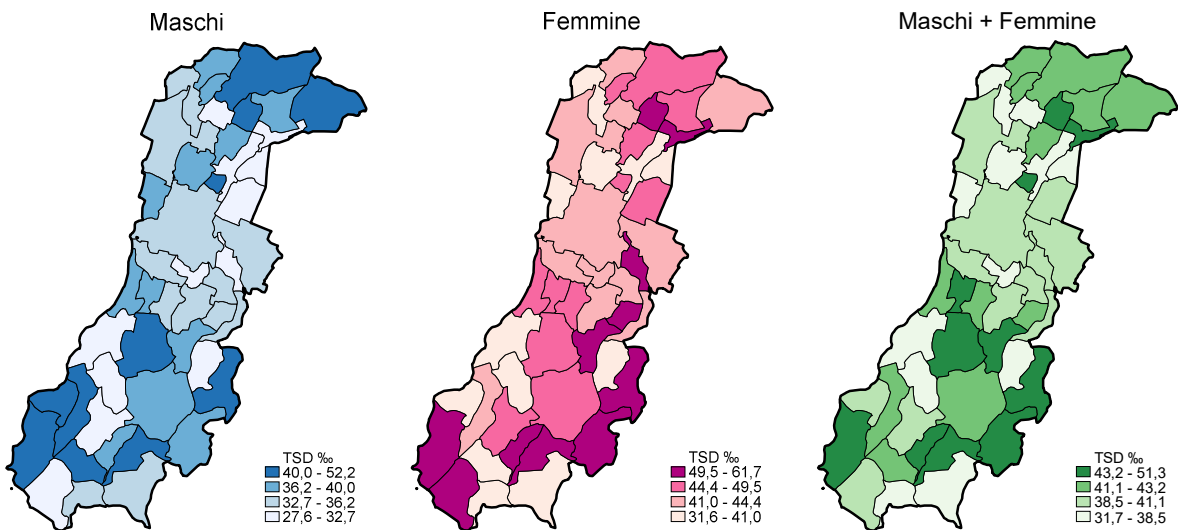 Maschi
Femmine
Maschi + Femmine
TSD ‰
40,0 - 52,2
36,2 - 40,0
32,7 - 36,2
27,6 - 32,7
TSD ‰
49,5 - 61,7
44,4 - 49,5
41,0 - 44,4
31,6 - 41,0
TSD ‰
43,2 - 51,3
41,1 - 43,2
38,5 - 41,1
31,7 - 38,5